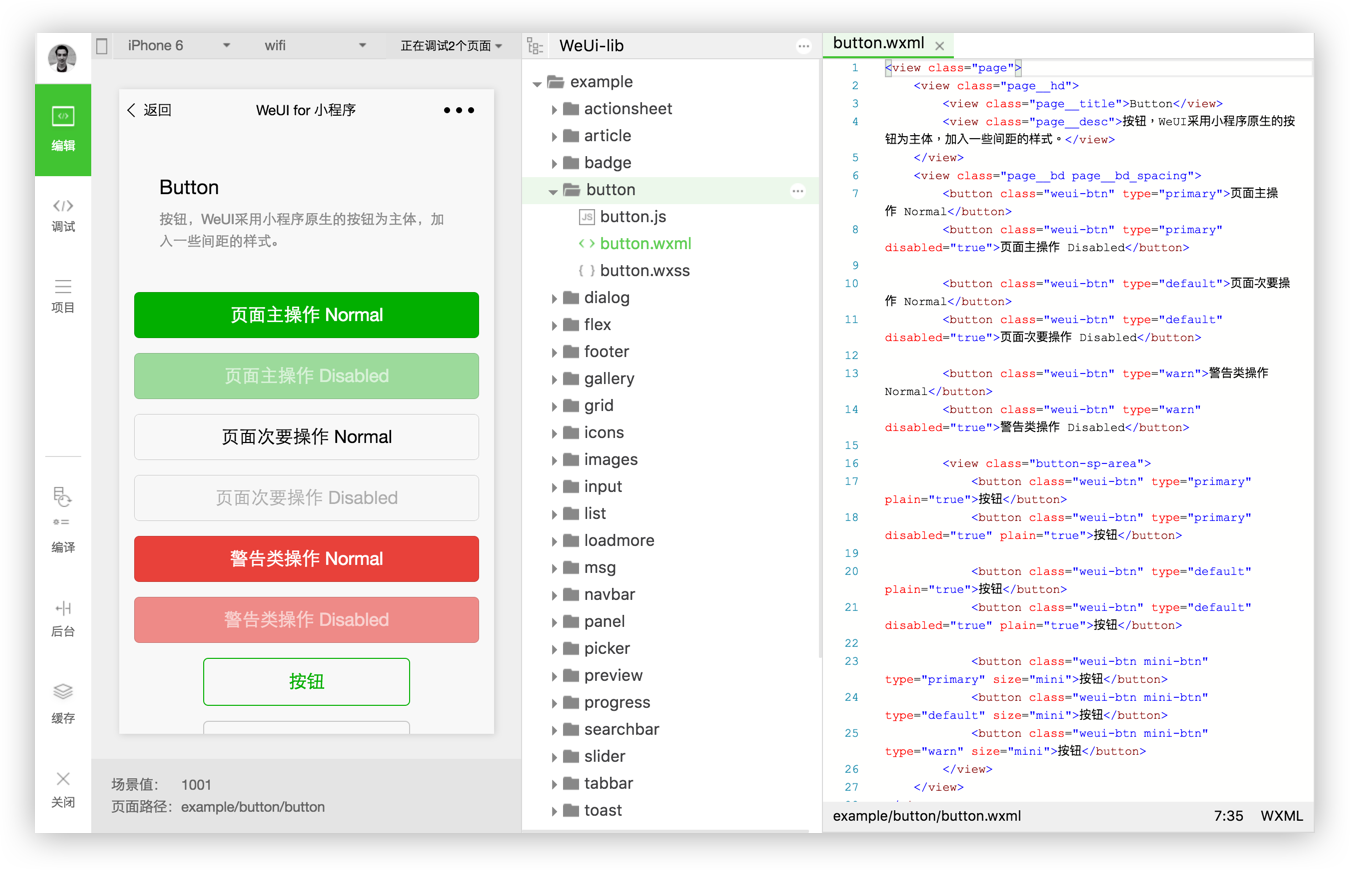 编辑
调试
项目
编译
后台
缓存
关闭
iPhone 6
wifi
正在调试2个页面
返回
WeUI for 小程序
Button
按钮，WeUI采用小程序原生的按钮为主体，加
入一些间距的样式。
页面主操作 Normal
页面主操作 Disabled
页面次要操作 Normal
页面次要操作 Disabled
警告类操作 Normal
警告类操作 Disabled
按钮
场景值： 1001
页面路径： example/button/button
WeUi-lib
example
actionsheet
article
badge
button
JS button.js
<> button.wxml
{ } button.wxss
dialog
flex
footer
gallery
grid
icons
images
input
list
loadmore
msg
navbar
panel
picker
preview
progress
searchbar
slider
tabbar
toast
button.wxml
1 <view class="page">
2 <view class="page__hd">
3 <view class="page__title">Button</view>
4 <view class="page__desc">按钮，WeUI采用小程序原生的按
钮为主体，加入一些间距的样式。</view>
5 </view>
6 <view class="page__bd page__bd_spacing">
7 <button class="weui-btn" type="primary">页面主操
作 Normal</button>
8 <button class="weui-btn" type="primary"
disabled="true">页面主操作 Disabled</button>
9
10 <button class="weui-btn" type="default">页面次要操
作 Normal</button>
11 <button class="weui-btn" type="default"
disabled="true">页面次要操作 Disabled</button>
12
13 <button class="weui-btn" type="warn">警告类操作
Normal</button>
14 <button class="weui-btn" type="warn"
disabled="true">警告类操作 Disabled</button>
15
16 <view class="button-sp-area">
17 <button class="weui-btn" type="primary"
plain="true">按钮</button>
18 <button class="weui-btn" type="primary"
disabled="true" plain="true">按钮</button>
19
20 <button class="weui-btn" type="default"
plain="true">按钮</button>
21 <button class="weui-btn" type="default"
disabled="true" plain="true">按钮</button>
22
23 <button class="weui-btn mini-btn"
type="primary" size="mini">按钮</button>
24 <button class="weui-btn mini-btn"
type="default" size="mini">按钮</button>
25 <button class="weui-btn mini-btn"
type="warn" size="mini">按钮</button>
26 </view>
27 </view>
example/button/button.wxml
7:35 WXML